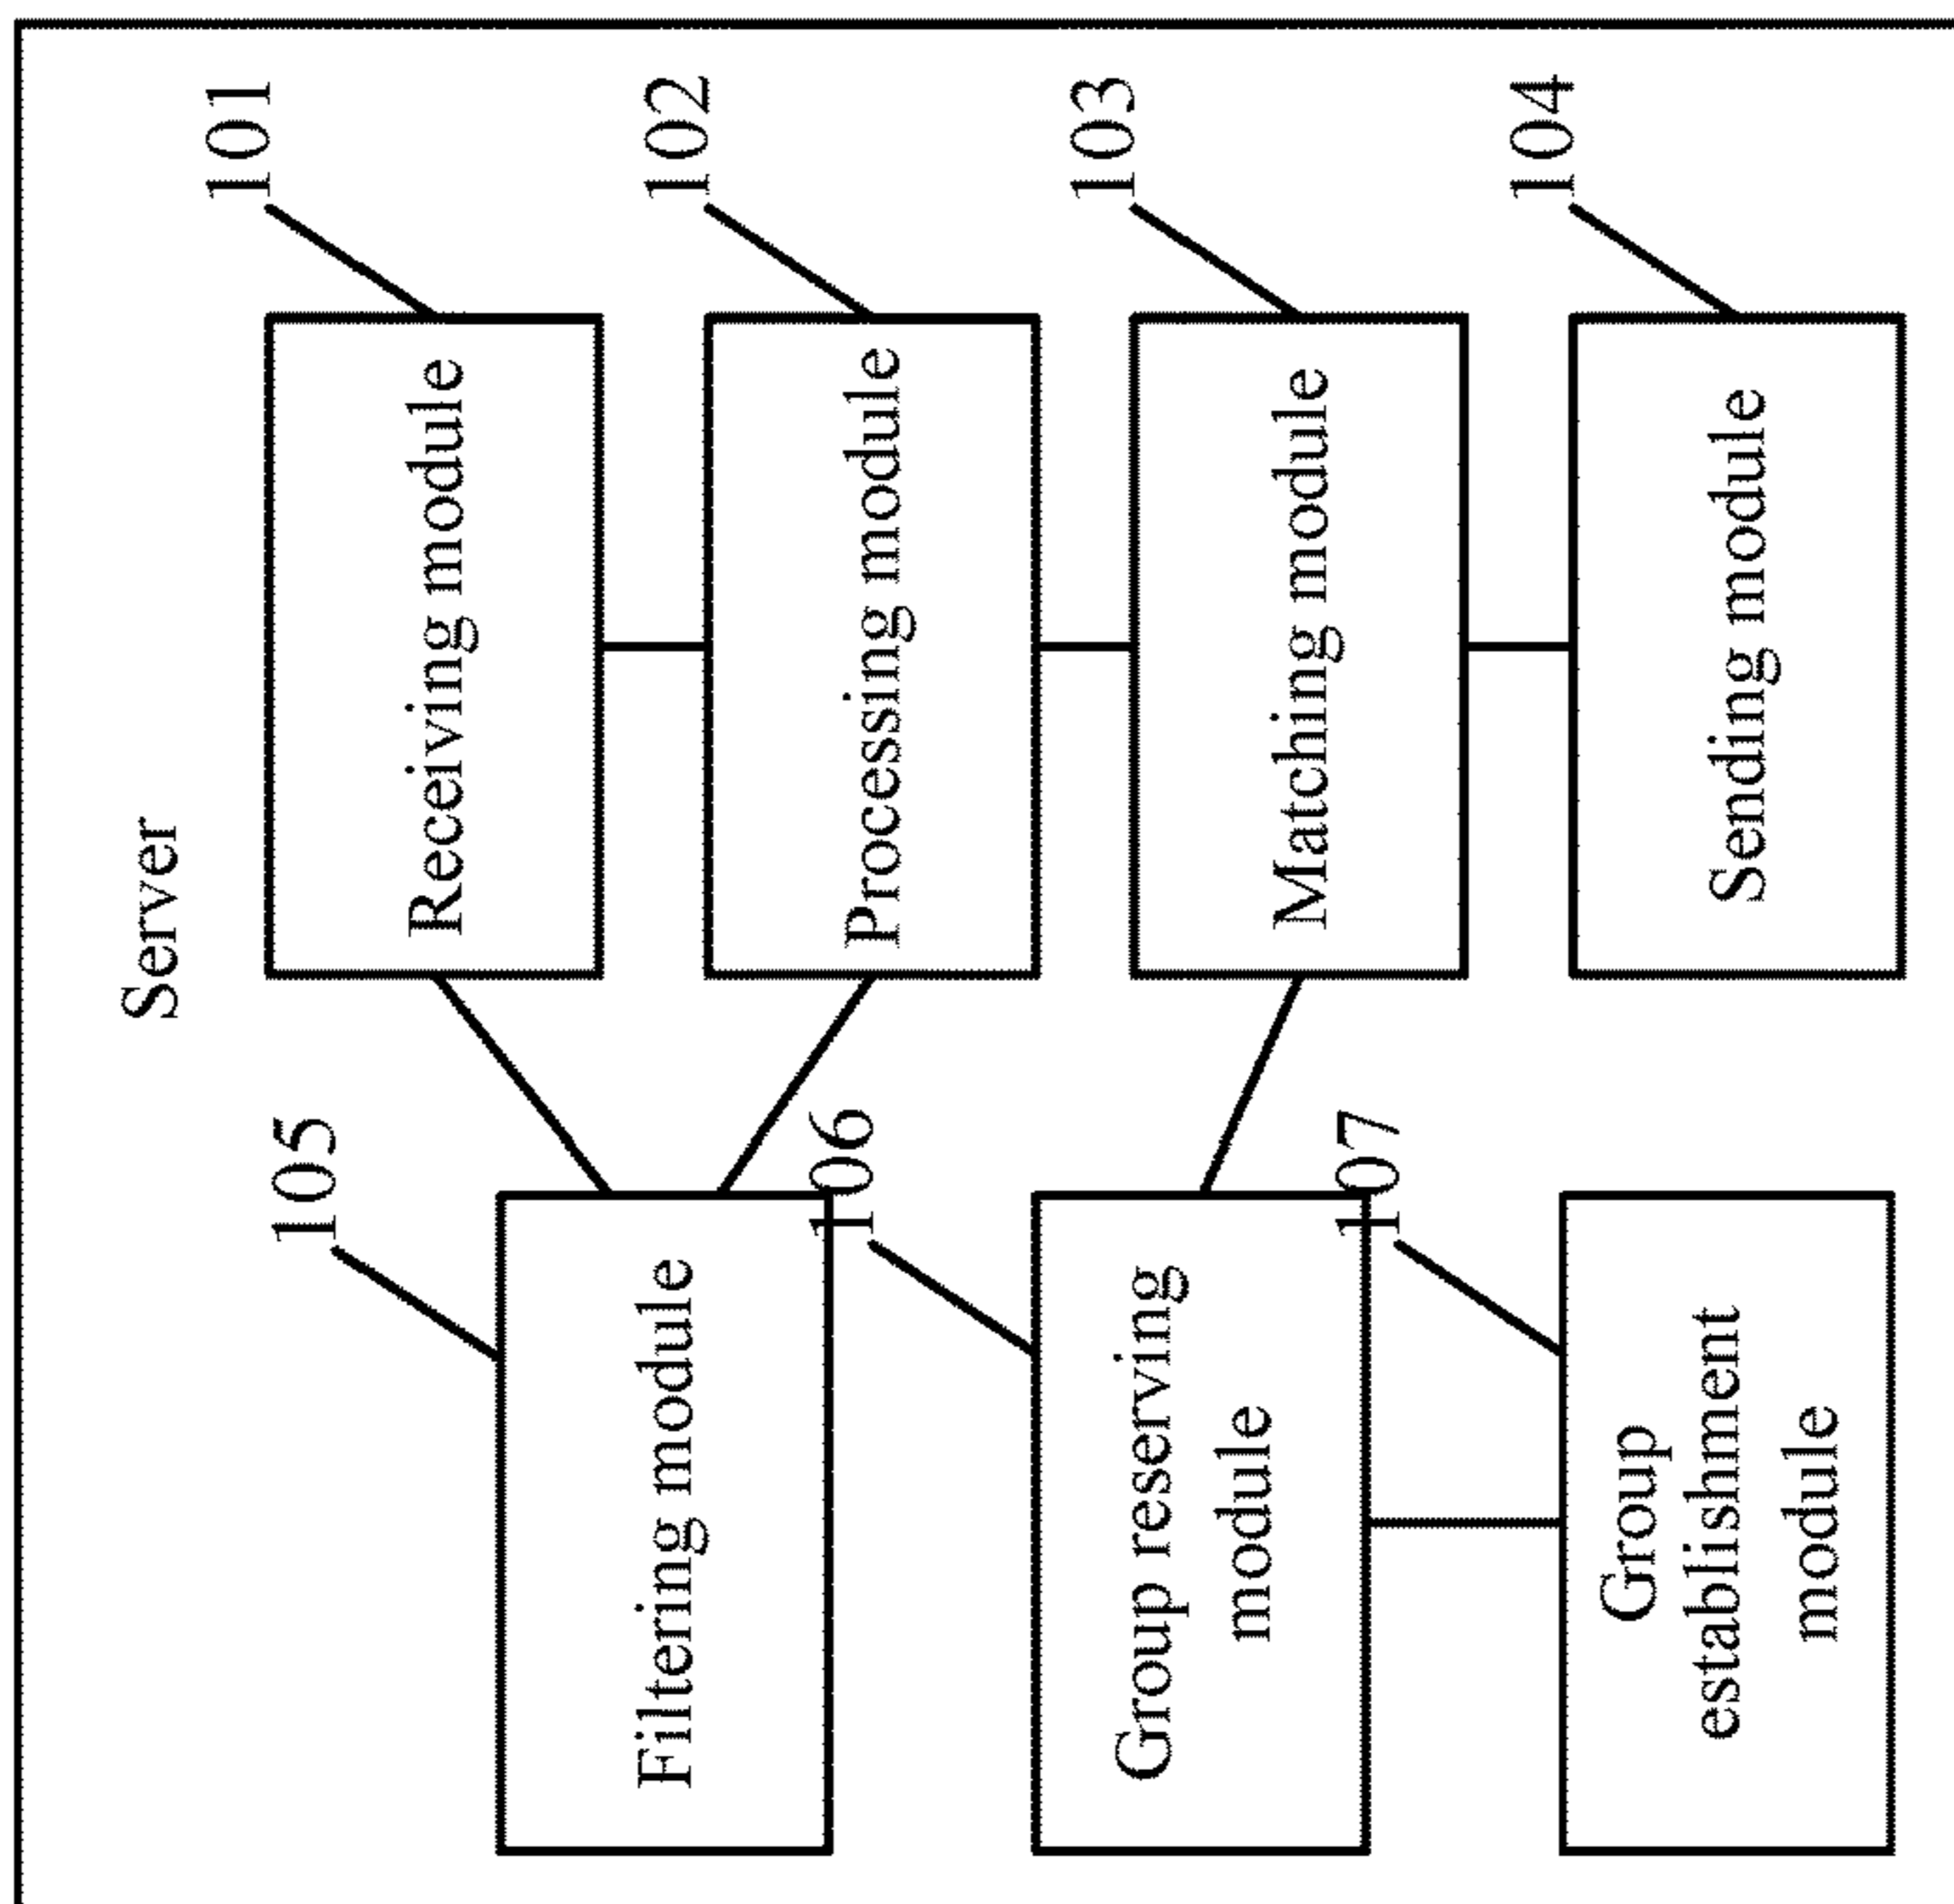 Server
105
Filtering module
106
Group reserving
module
107
Group
establishment
module
Receiving module
101
Processing module
102
Matching module
103
Sending module
104